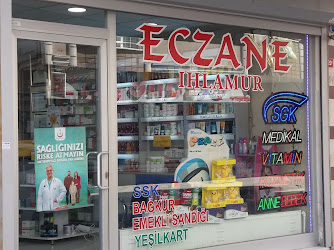 ECZANE
IHLAMUR
SAĞLIĞINIZI
RİSKE ATMAYIN
SGK
MEDİKAL
VİTAMİN
ANNE BEBEK
SSK
BAĞKUR
EMEKLİ SANDIĞI
YEŞİLKART